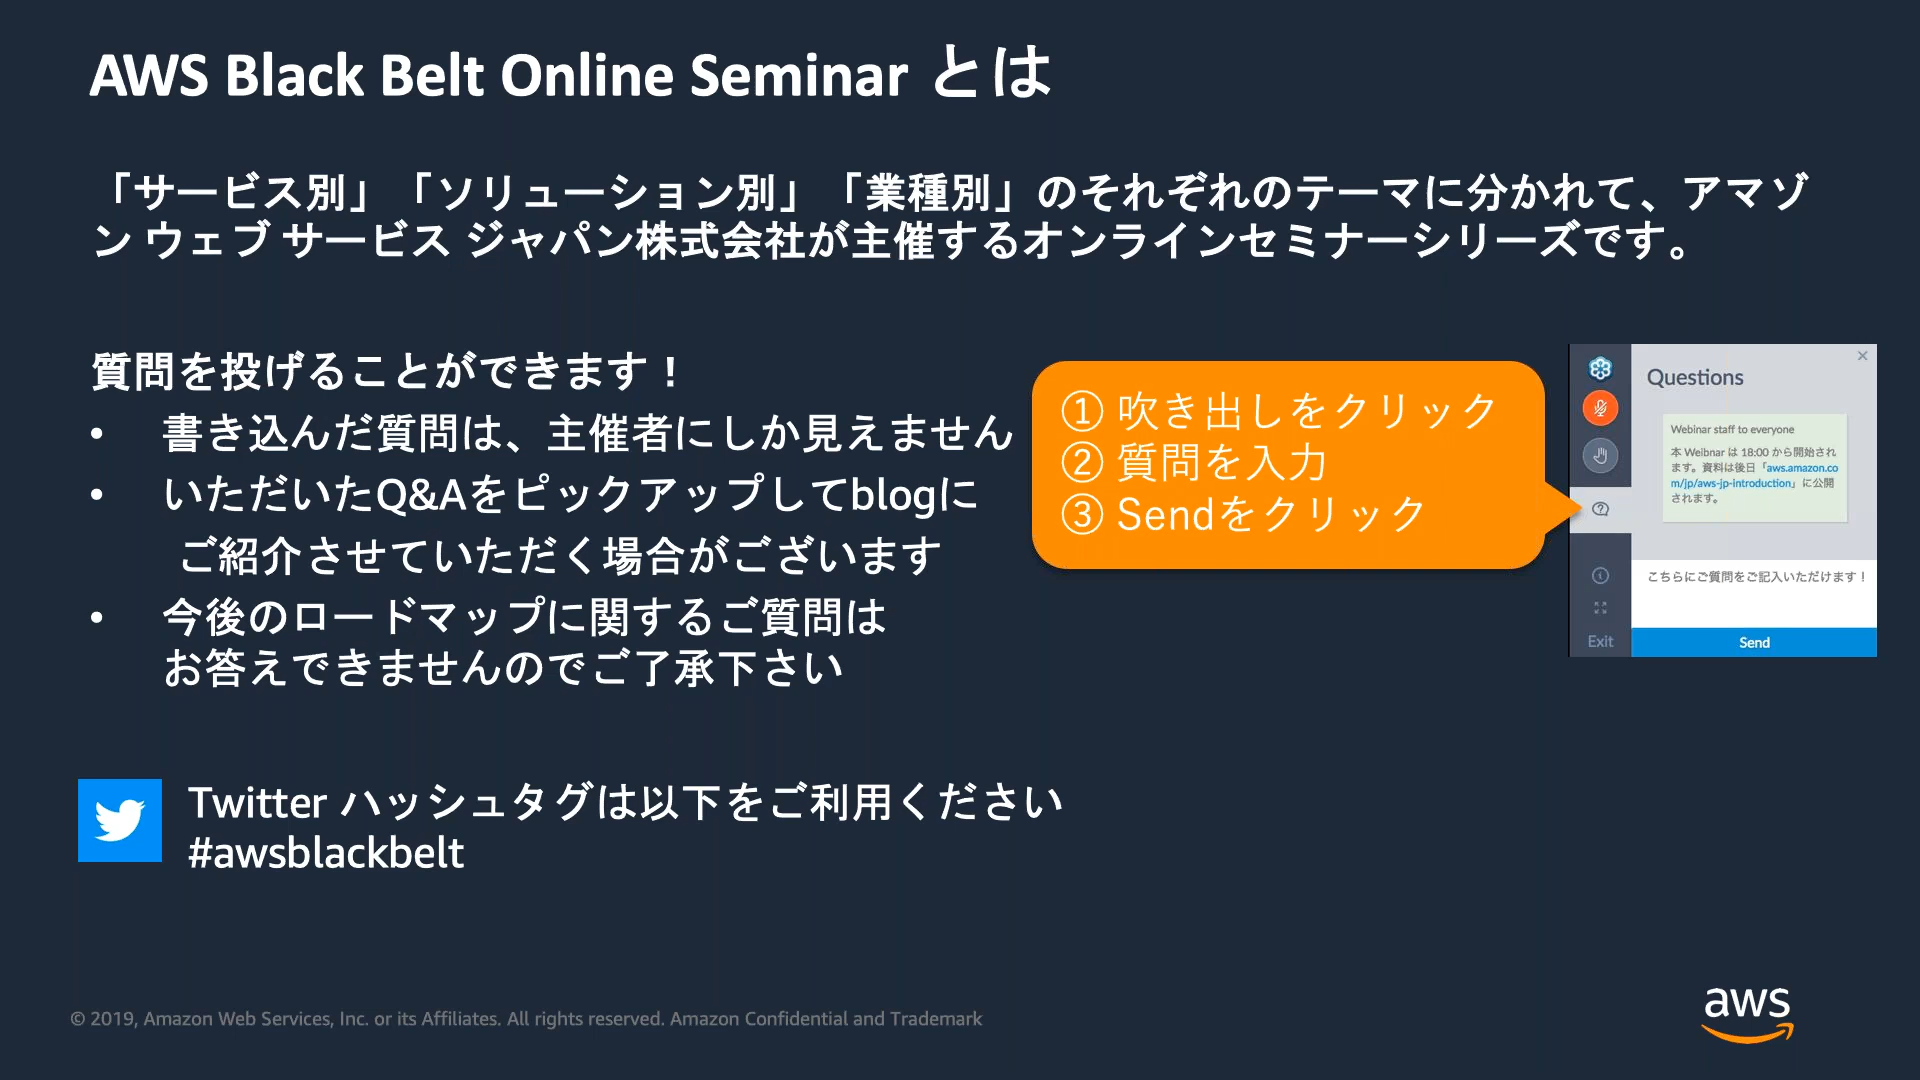 AWS Black Belt Online Seminar とは
「サービス別」「ソリューション別」「業種別」のそれぞれのテーマに分かれて、アマゾ
ン ウェブ サービス ジャパン株式会社が主催するオンラインセミナーシリーズです。
質問を投げることができます！
• 書き込んだ質問は、主催者にしか見えません
• いただいたQ&Aをピックアップしてblogに
ご紹介させていただく場合がございます
• 今後のロードマップに関するご質問は
お答えできませんのでご了承下さい
① 吹き出しをクリック
② 質問を入力
③ Sendをクリック
Questions
Webinar staff to everyone
本 Weibnar は 18:00 から開始され
ます。資料は後日「aws.amazon.co
m/jp/aws-jp-introduction」に公開
されます。
こちらにご質問をご記入いただけます！
Exit
Send
Twitter ハッシュタグは以下をご利用ください
#awsblackbelt
© 2019, Amazon Web Services, Inc. or its Affiliates. All rights reserved. Amazon Confidential and Trademark
aws